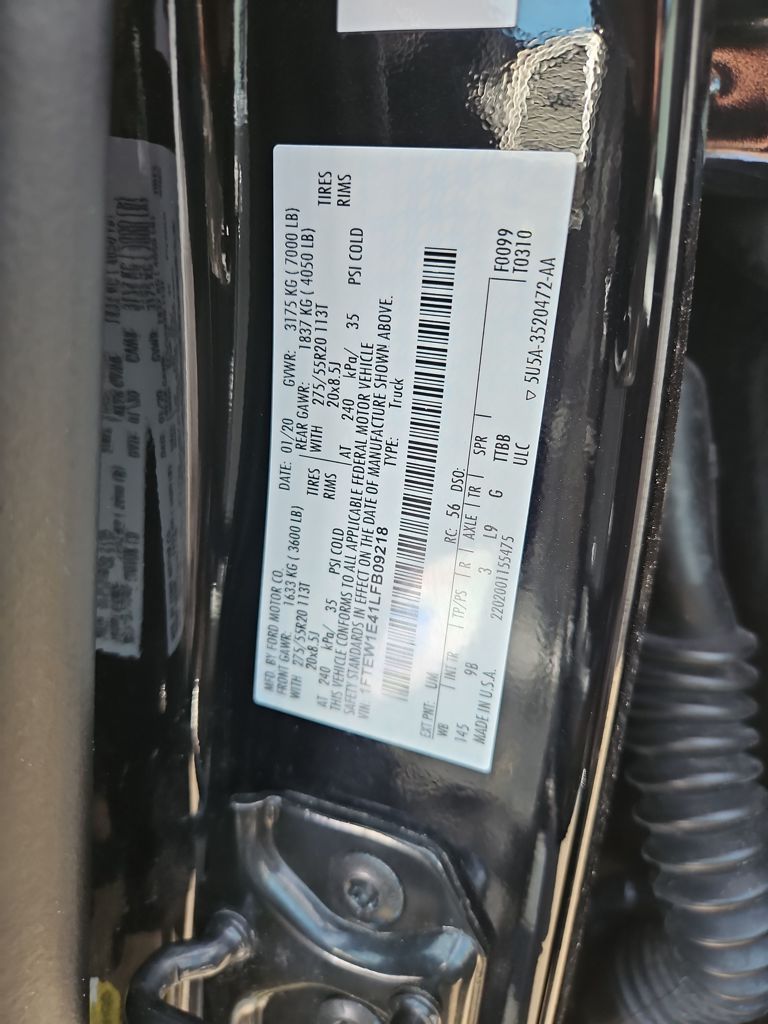 MFD. BY FORD MOTOR CO.
DATE: 01/20 GVWR: 3175 KG ( 7000 LB)
FRONT GAWR: 1633 KG ( 3600 LB)
REAR GAWR: 1837 KG ( 4050 LB)
WITH 275/55R20 113T TIRES
WITH 275/55R20 113T TIRES
20x8.5J RIMS
20x8.5J RIMS
AT 240 kPa/ 35 PSI COLD
AT 240 kPa/ 35 PSI COLD
THIS VEHICLE CONFORMS TO ALL APPLICABLE FEDERAL MOTOR VEHICLE
SAFETY STANDARDS IN EFFECT ON THE DATE OF MANUFACTURE SHOWN ABOVE.
VIN: 1FTEW1E41LFB09218 TYPE: Truck
EXT PNT: UM RC: 56 DSO: F0099
WB INT TR TP/PS R AXLE TR SPR T0310
145 9B 3 L9 G TTBB
ULC
MADE IN U.S.A. 2202001155475 ▽ 5U5A-3520472-AA